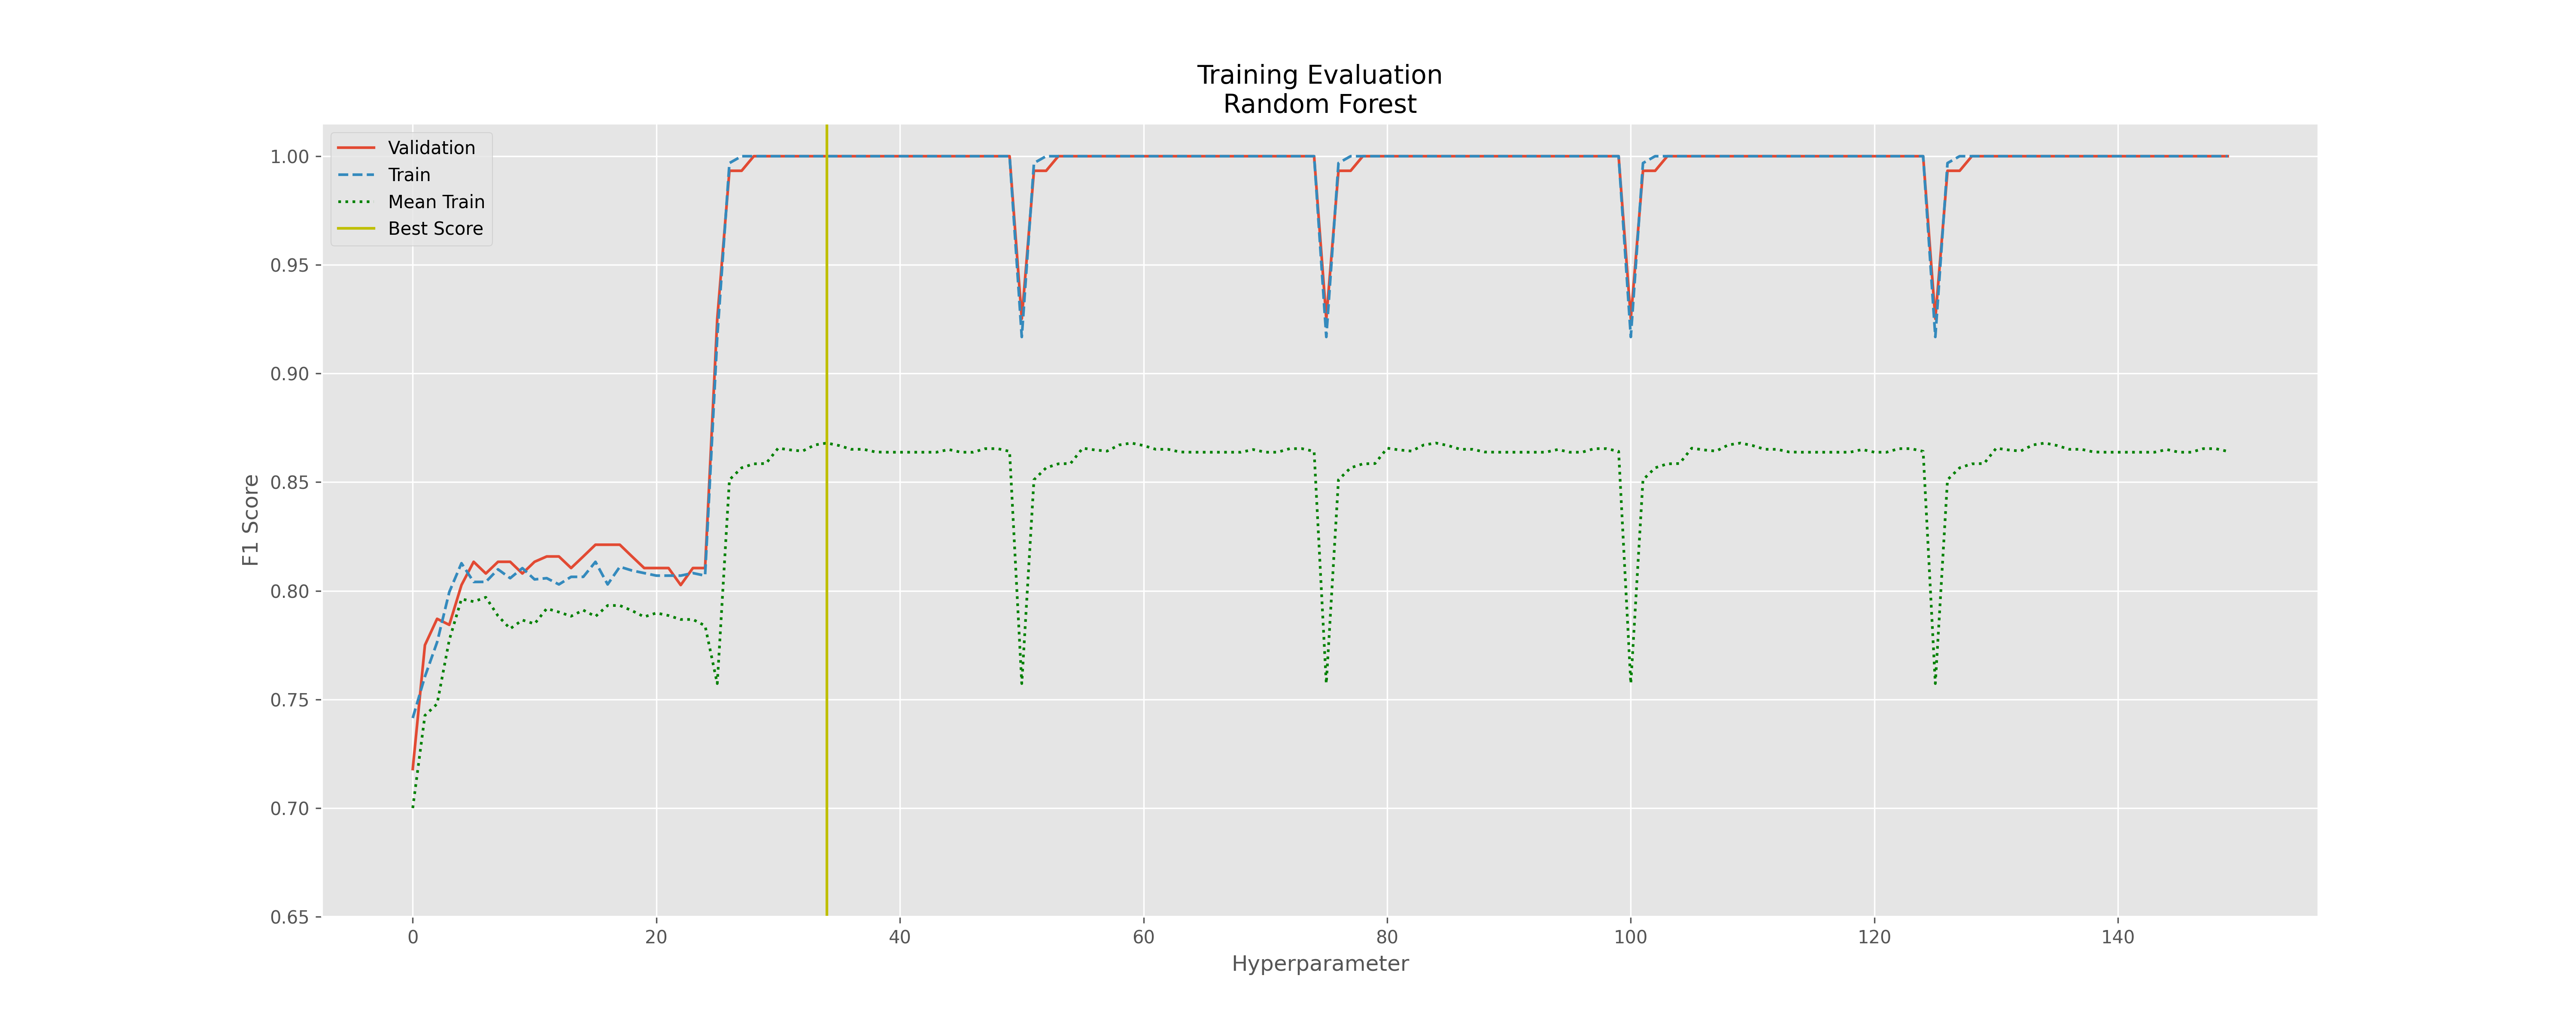 Training Evaluation
Random Forest
Validation
Train
Mean Train
Best Score
1.00
0.95
0.90
0.85
0.80
0.75
0.70
0.65
F1 Score
0 20 40 60 80 100 120 140
Hyperparameter